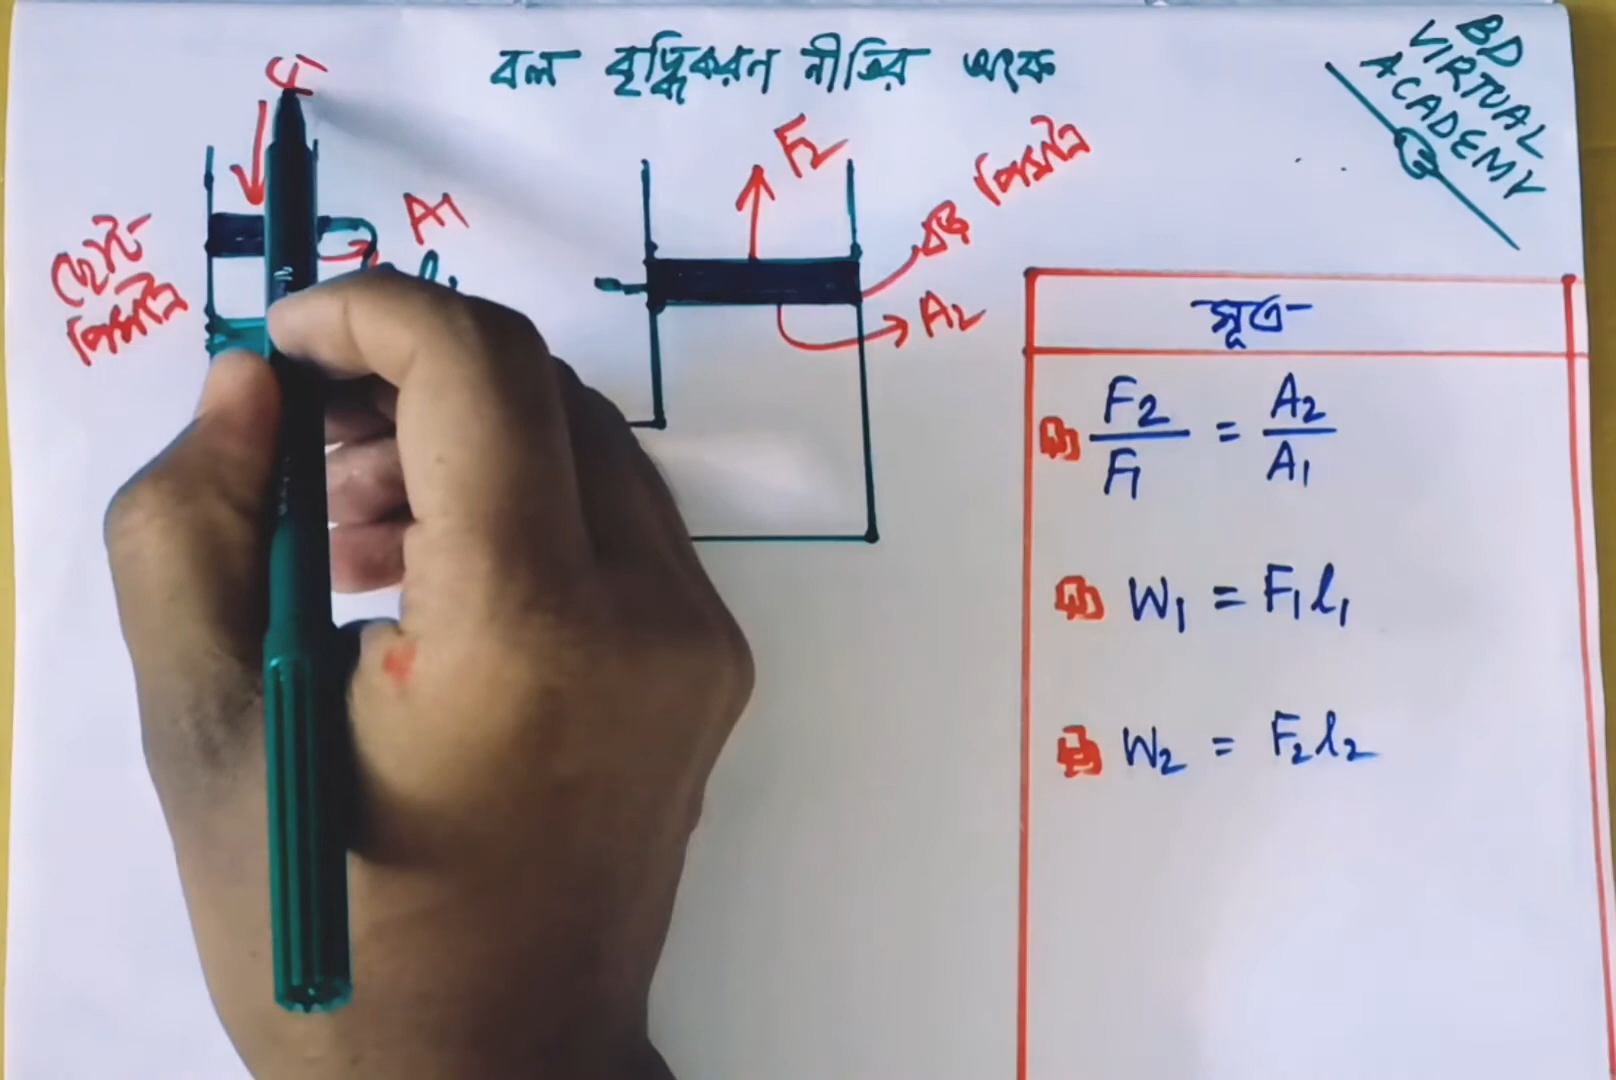 বল বৃদ্ধিকরণ নীতির অংক
BD
VIRTUAL
ACADEMY
F1
A1
l1
ছোট
পিস্টন
F2
বড়
পিস্টন
A2
সূত্র
F2/F1 = A2/A1
W1 = F1l1
W2 = F2l2